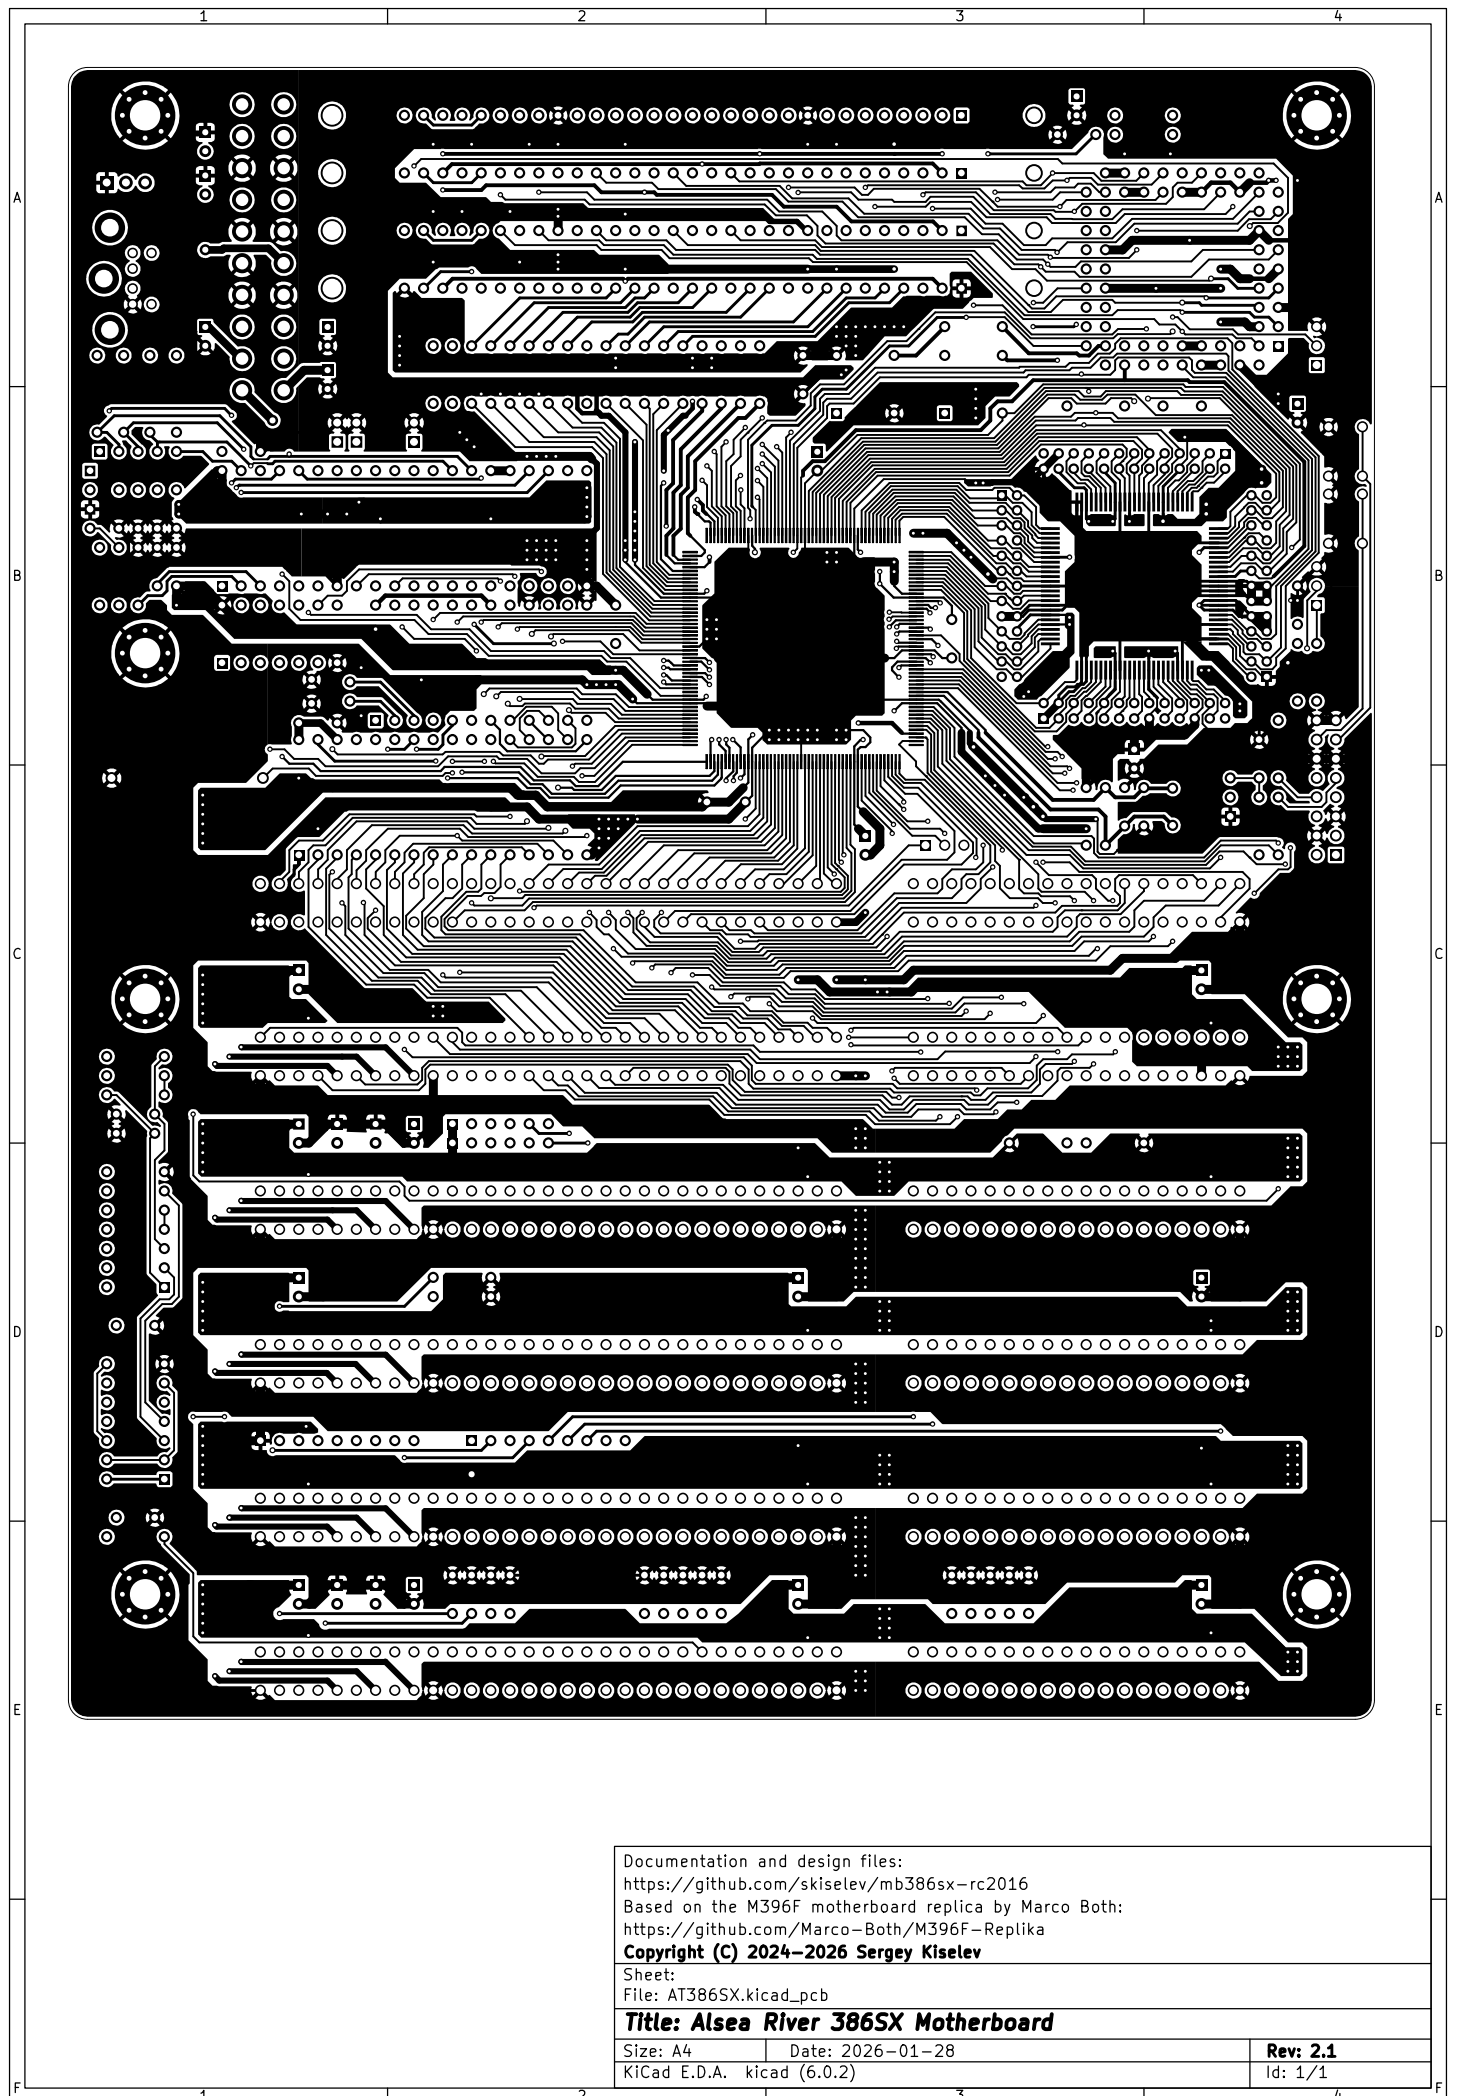 1 2 3 4
A A
B B
C C
D D
E E
Documentation and design files:
https://github.com/skiselev/mb386sx-rc2016
Based on the M396F motherboard replica by Marco Both:
https://github.com/Marco-Both/M396F-Replika
Copyright (C) 2024-2026 Sergey Kiselev
Sheet:
File: AT386SX.kicad_pcb
Title: Alsea River 386SX Motherboard
Size: A4 Date: 2026-01-28 Rev: 2.1
KiCad E.D.A. kicad (6.0.2) Id: 1/1
F F
1 2 3 4